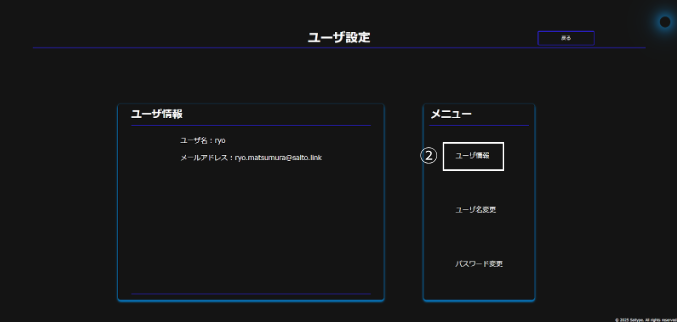 ユーザ設定
戻る
ユーザ情報
ユーザ名：ryo
メールアドレス：ryo.matsumura@saito.link
メニュー
② ユーザ情報
ユーザ名変更
パスワード変更
© 2025 Saitypo. All rights reserved.